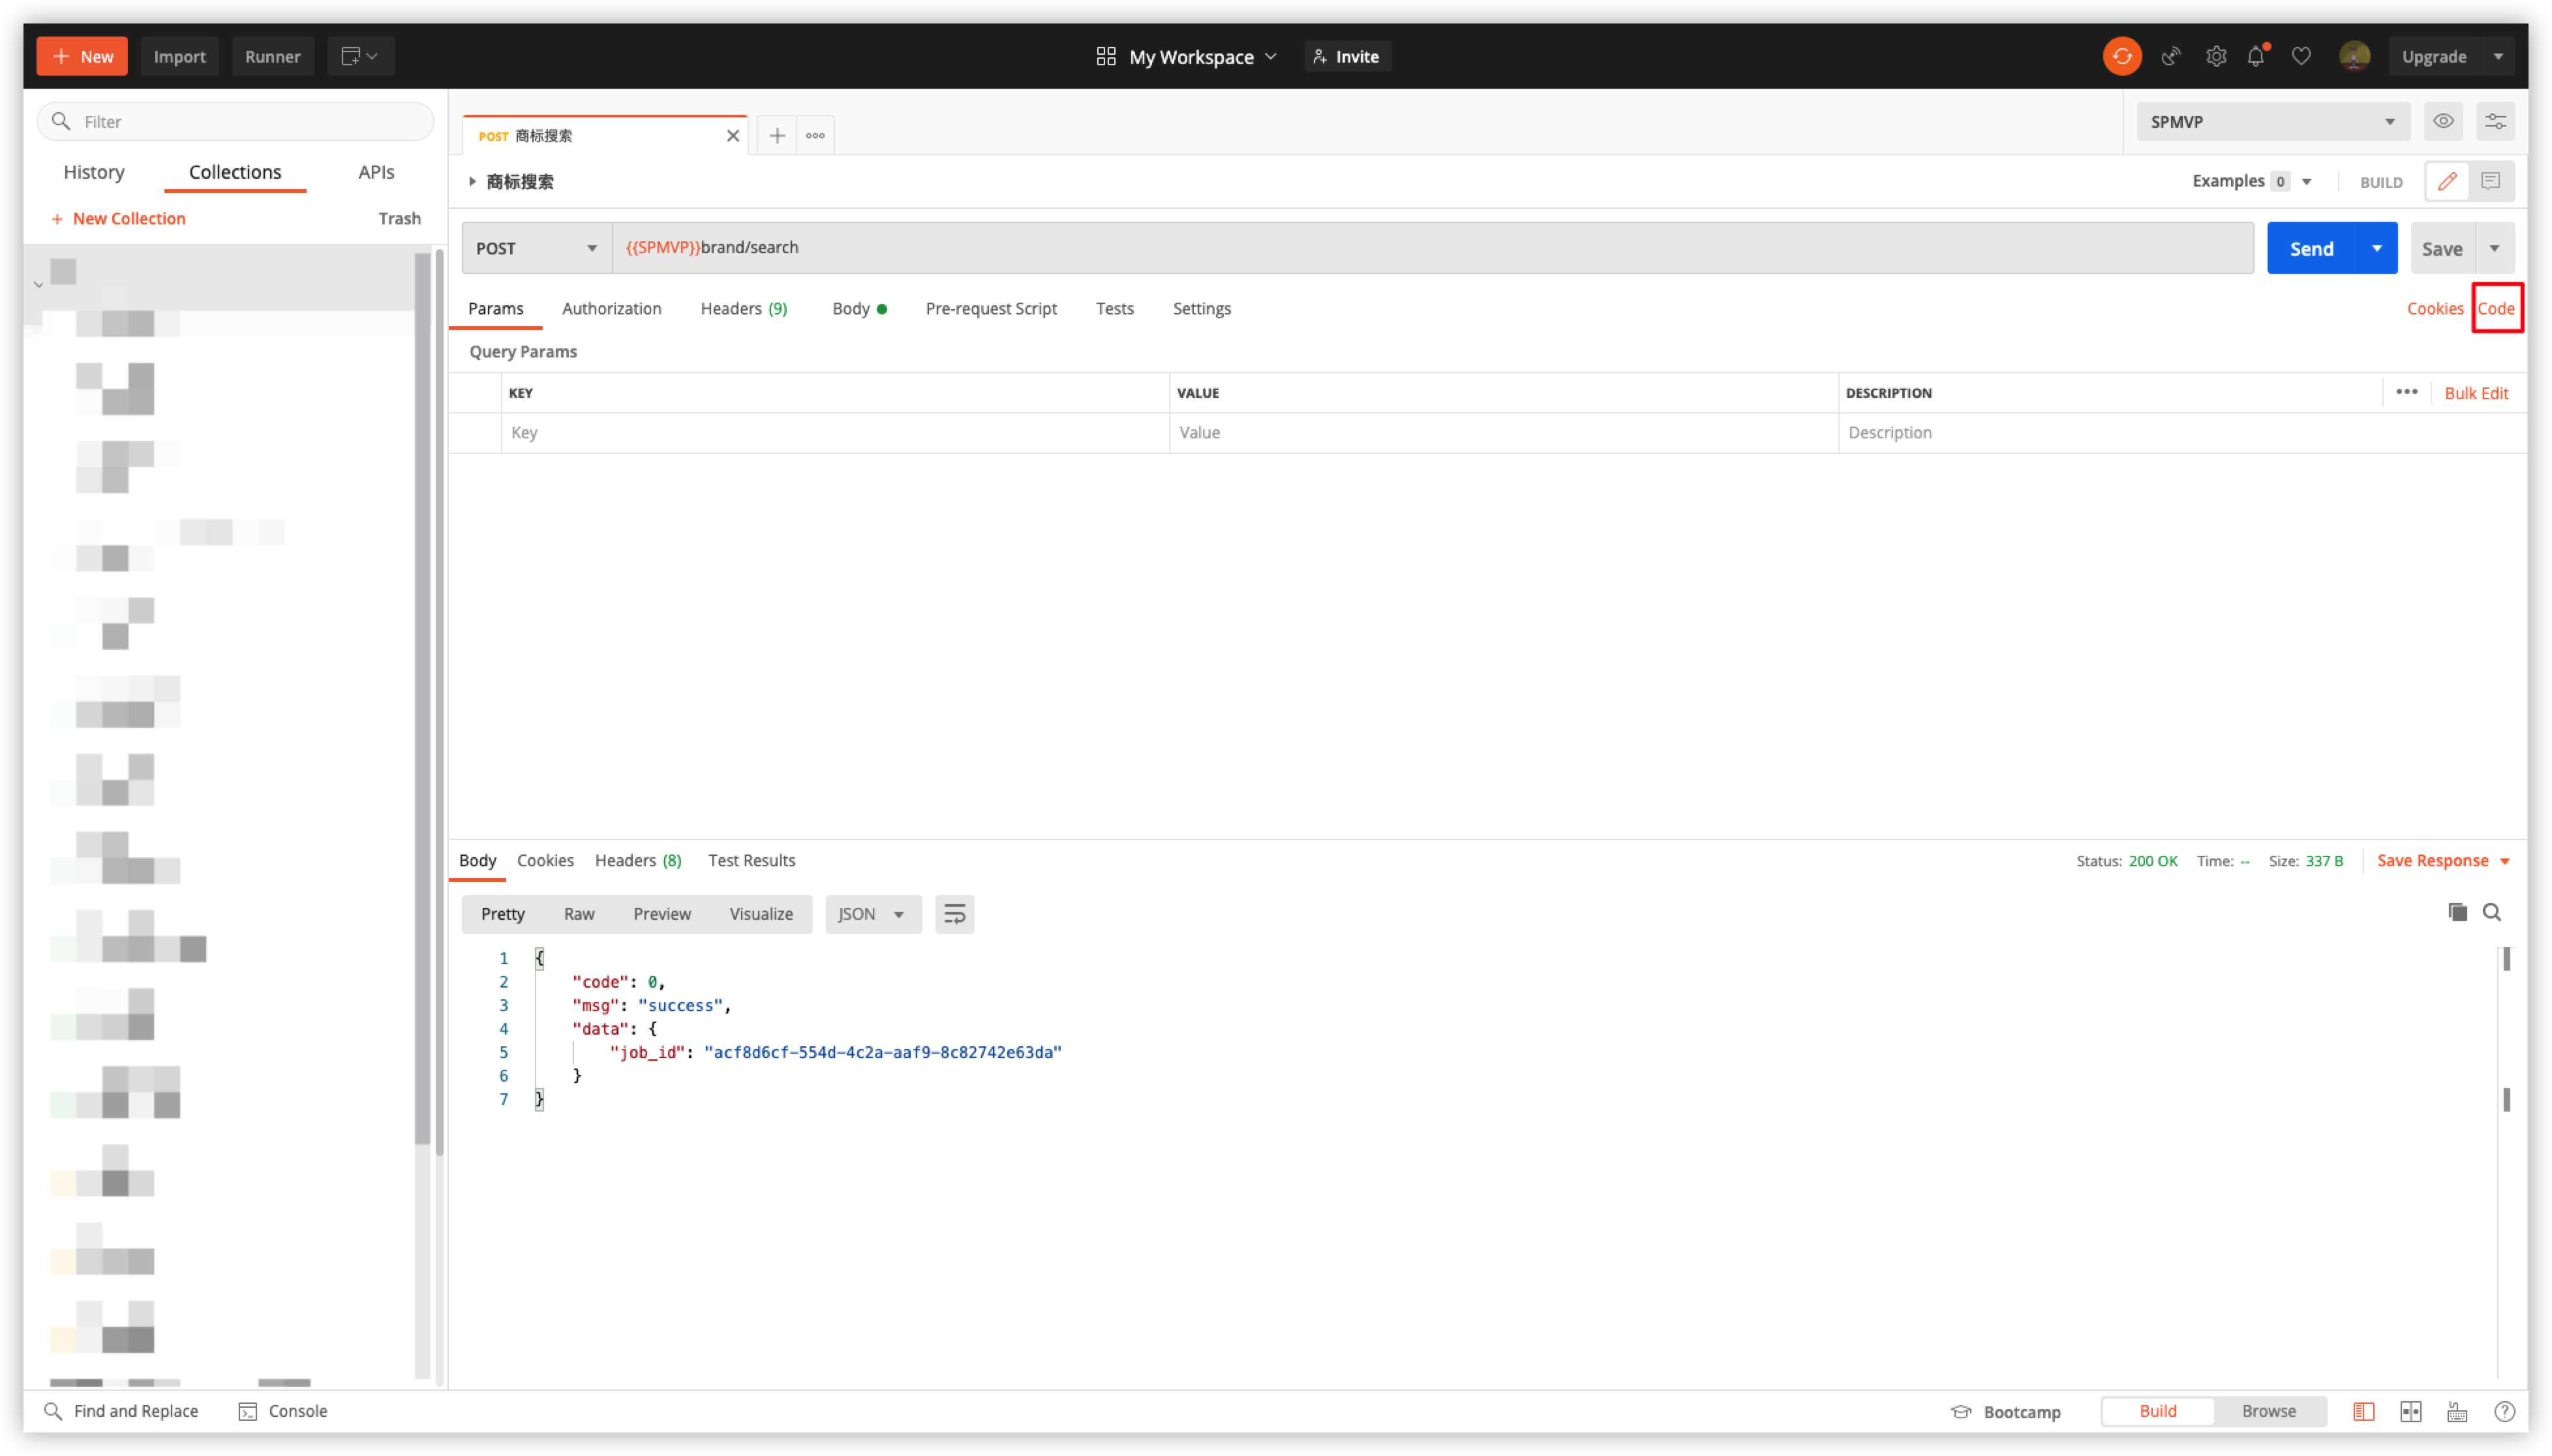 New Import Runner My Workspace Invite Upgrade
Filter
History Collections APIs
+ New Collection Trash
POST 商标搜索
SPMVP
商标搜索
Examples 0 BUILD
POST {{SPMVP}}brand/search Send Save
Params Authorization Headers (9) Body Pre-request Script Tests Settings Cookies Code
Query Params
KEY VALUE DESCRIPTION ••• Bulk Edit
Key Value Description
Body Cookies Headers (8) Test Results Status: 200 OK Time: -- Size: 337 B Save Response
Pretty Raw Preview Visualize JSON
1 {
2 "code": 0,
3 "msg": "success",
4 "data": {
5 "job_id": "acf8d6cf-554d-4c2a-aaf9-8c82742e63da"
6 }
7 }
Find and Replace Console Bootcamp Build Browse